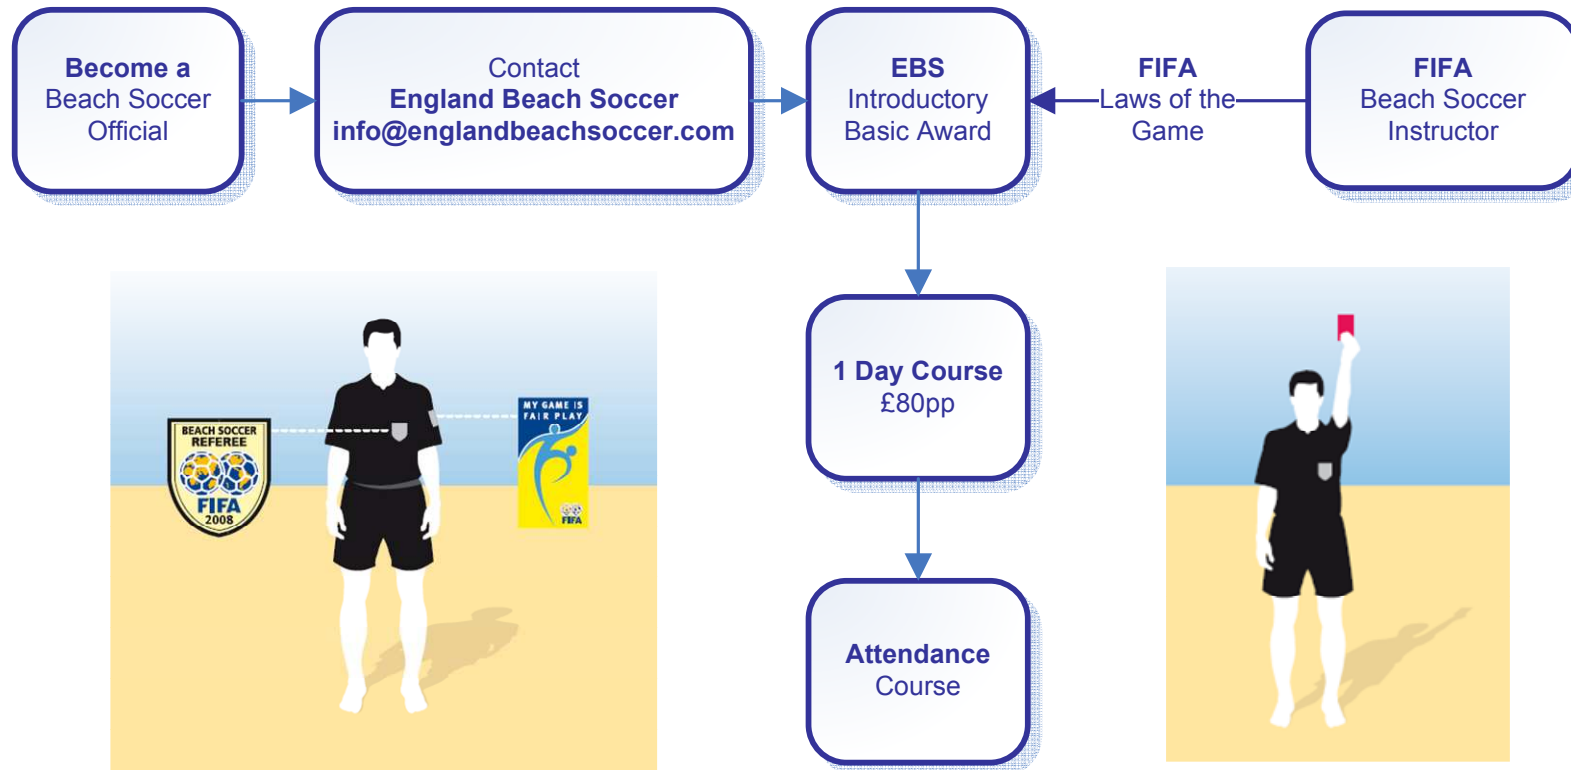 Become a
Beach Soccer
Official
Contact
England Beach Soccer
info@englandbeachsoccer.com
EBS
Introductory
Basic Award
FIFA
Laws of the
Game
FIFA
Beach Soccer
Instructor
1 Day Course
£80pp
Attendance
Course
BEACH SOCCER
REFEREE
FIFA
2008
MY GAME IS
FAIR PLAY
FIFA